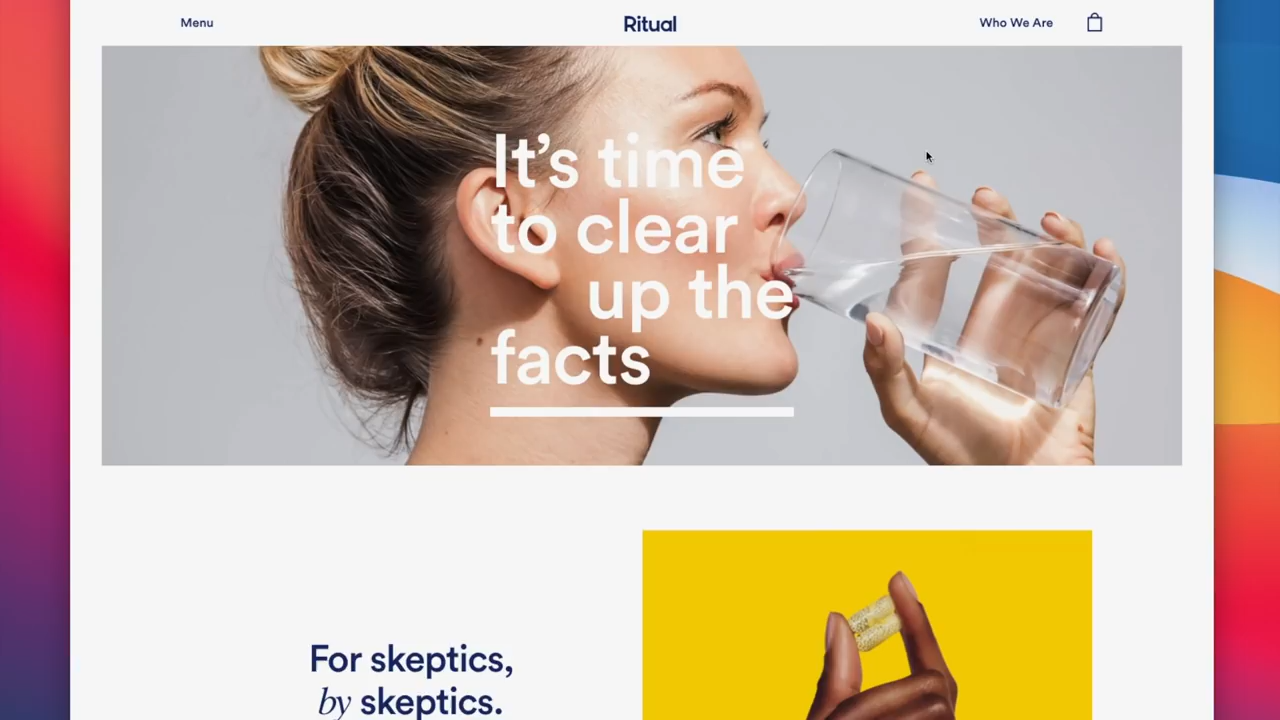 Menu
Ritual
Who We Are
It’s time
to clear
up the
facts
For skeptics,
by skeptics.